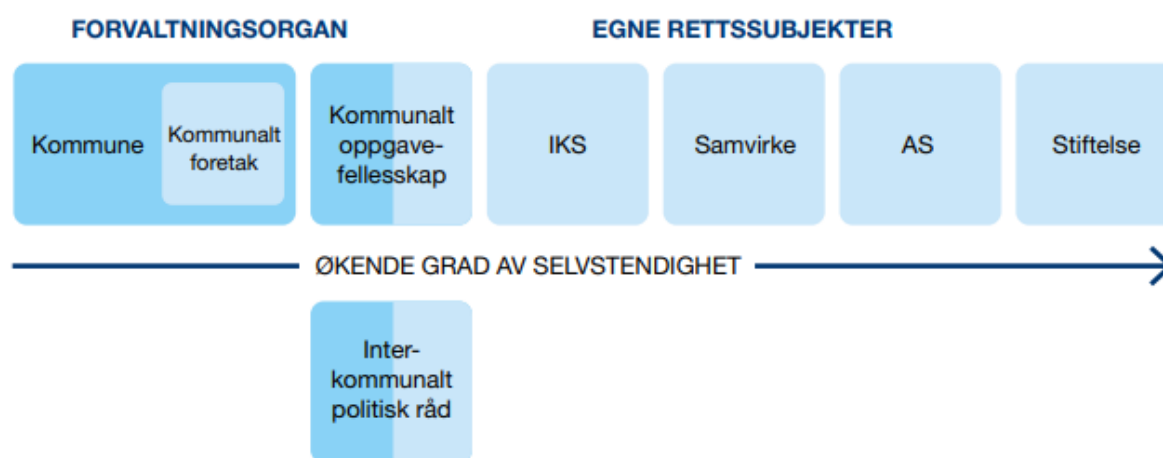 FORVALTNINGSORGAN
EGNE RETTSSUBJEKTER
Kommune
Kommunalt
foretak
Kommunalt
oppgave-
fellesskap
IKS
Samvirke
AS
Stiftelse
ØKENDE GRAD AV SELVSTENDIGHET
Inter-
kommunalt
politisk råd